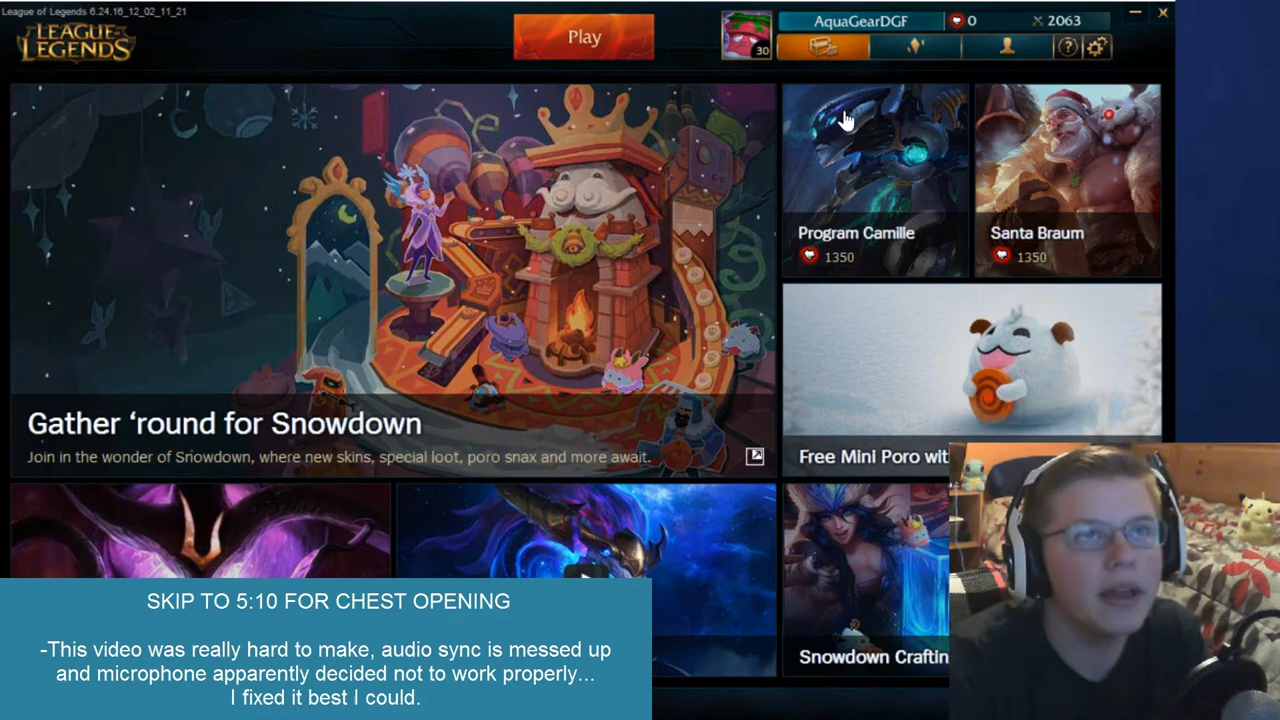 League of Legends 6.24.16_12_02_11_21
LEAGUE OF LEGENDS
Play
30
AquaGearDGF
0
2063
?
Program Camille
1350
Santa Braum
1350
Gather ‘round for Snowdown
Join in the wonder of Snowdown, where new skins, special loot, poro snax and more await.
Free Mini Poro wit
Snowdown Craftin
SKIP TO 5:10 FOR CHEST OPENING
-This video was really hard to make, audio sync is messed up
and microphone apparently decided not to work properly...
I fixed it best I could.